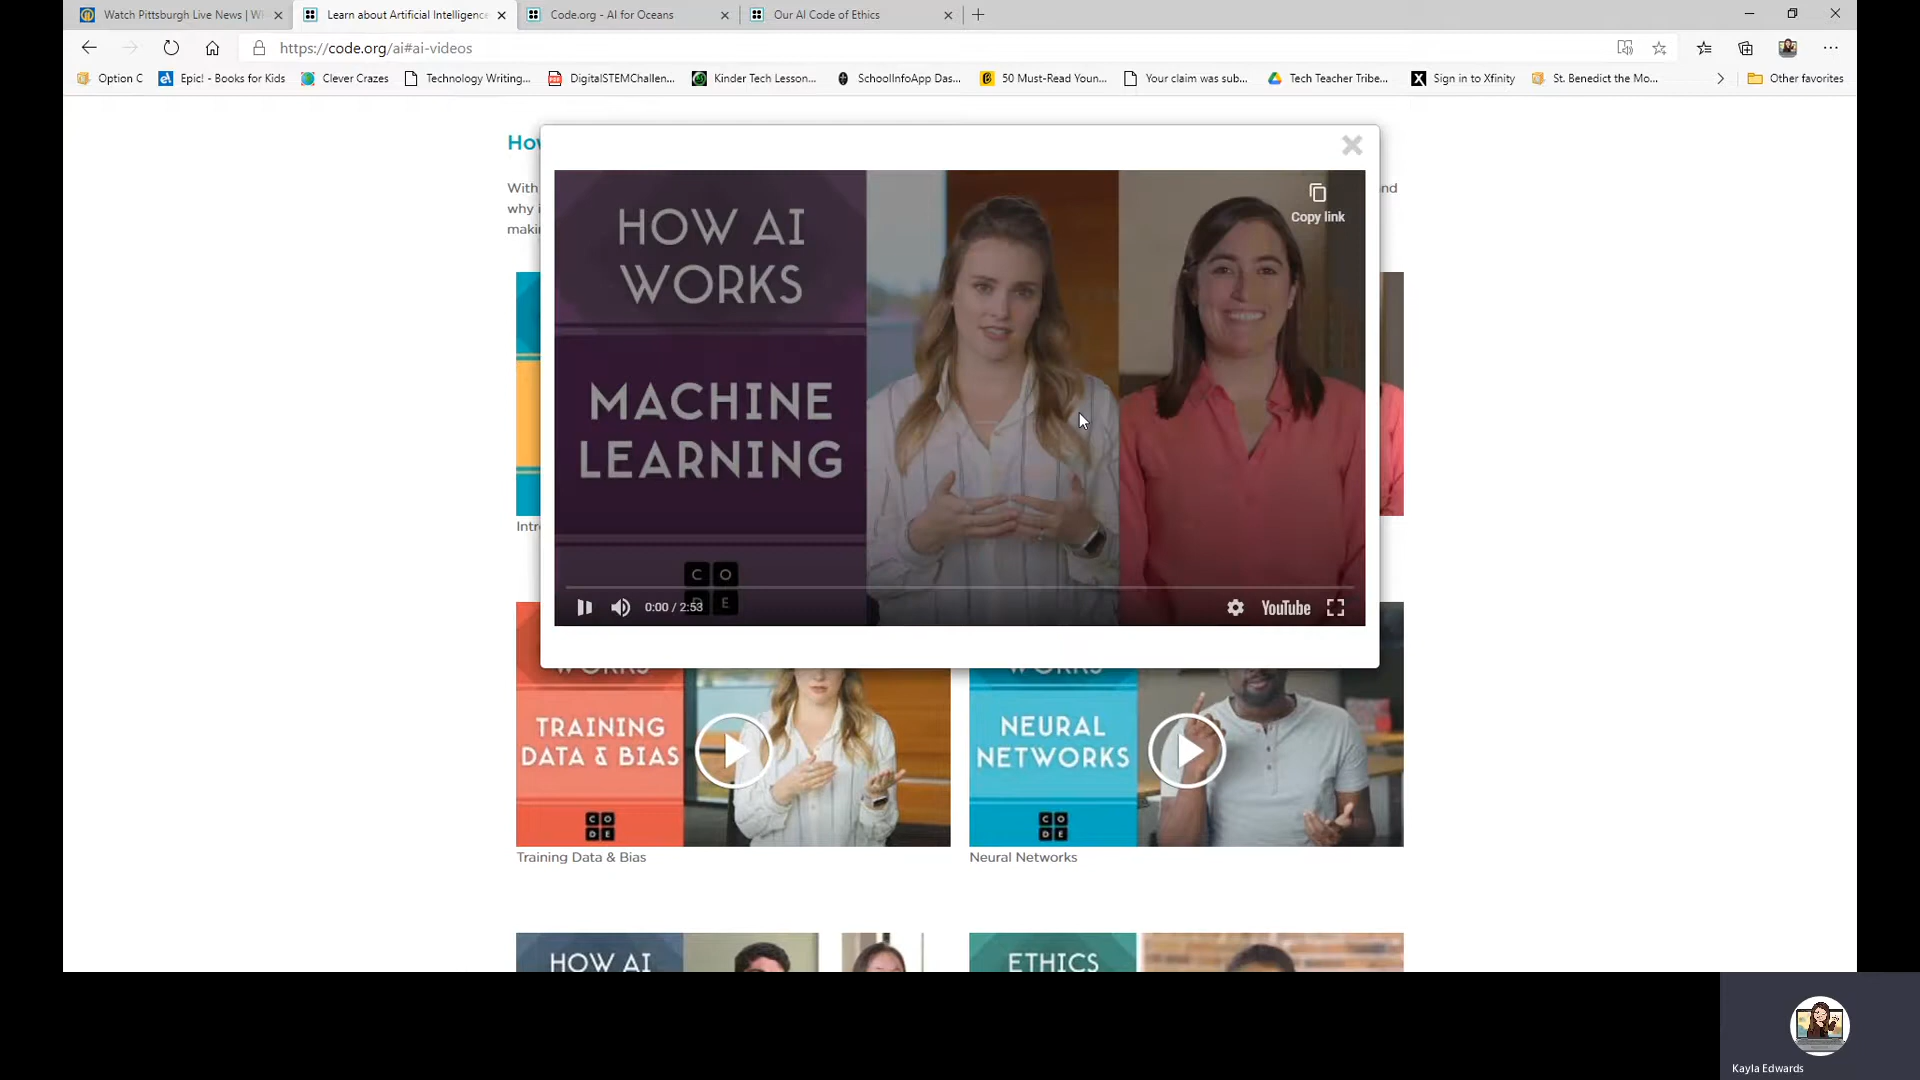 Watch Pittsburgh Live News | W
Learn about Artificial Intelligence
Code.org - AI for Oceans
Our AI Code of Ethics
https://code.org/ai#ai-videos
Option C
Epic! - Books for Kids
Clever Crazes
Technology Writing...
DigitalSTEMChallen...
Kinder Tech Lesson...
SchoolInfoApp Das...
50 Must-Read Youn...
Your claim was sub...
Tech Teacher Tribe...
Sign in to Xfinity
St. Benedict the Mo...
Other favorites
How
With
nd
why i
maki
Copy link
HOW AI
WORKS
MACHINE
LEARNING
C O
D E
0:00 / 2:53
YouTube
Intr
WORKS
TRAINING
DATA & BIAS
C O
D E
Training Data & Bias
WORKS
NEURAL
NETWORKS
C O
D E
Neural Networks
HOW AI
ETHICS
Kayla Edwards